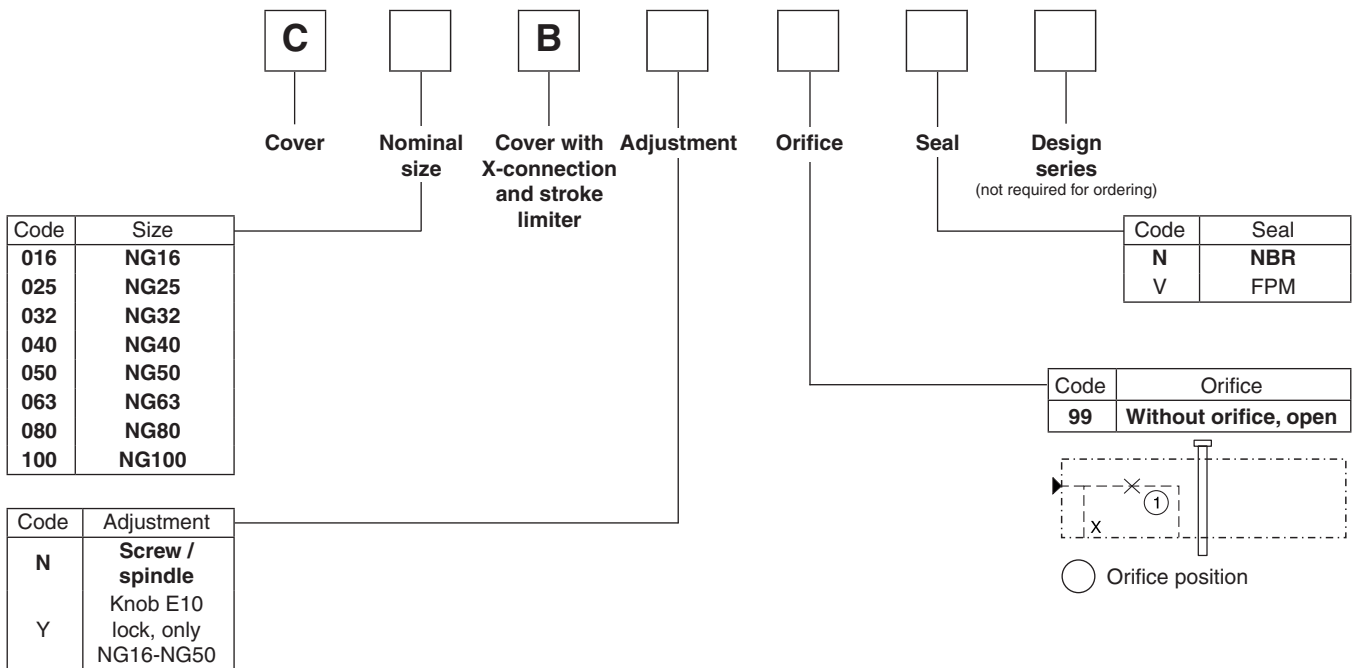 C
B
Cover
Nominal
size
Cover with
X-connection
and stroke
limiter
Adjustment
Orifice
Seal
Design
series
(not required for ordering)
Code Size
016 NG16
025 NG25
032 NG32
040 NG40
050 NG50
063 NG63
080 NG80
100 NG100
Code Seal
N NBR
V FPM
Code Orifice
99 Without orifice, open
1
X
Orifice position
Code Adjustment
N Screw /
spindle
Y Knob E10
lock, only
NG16-NG50